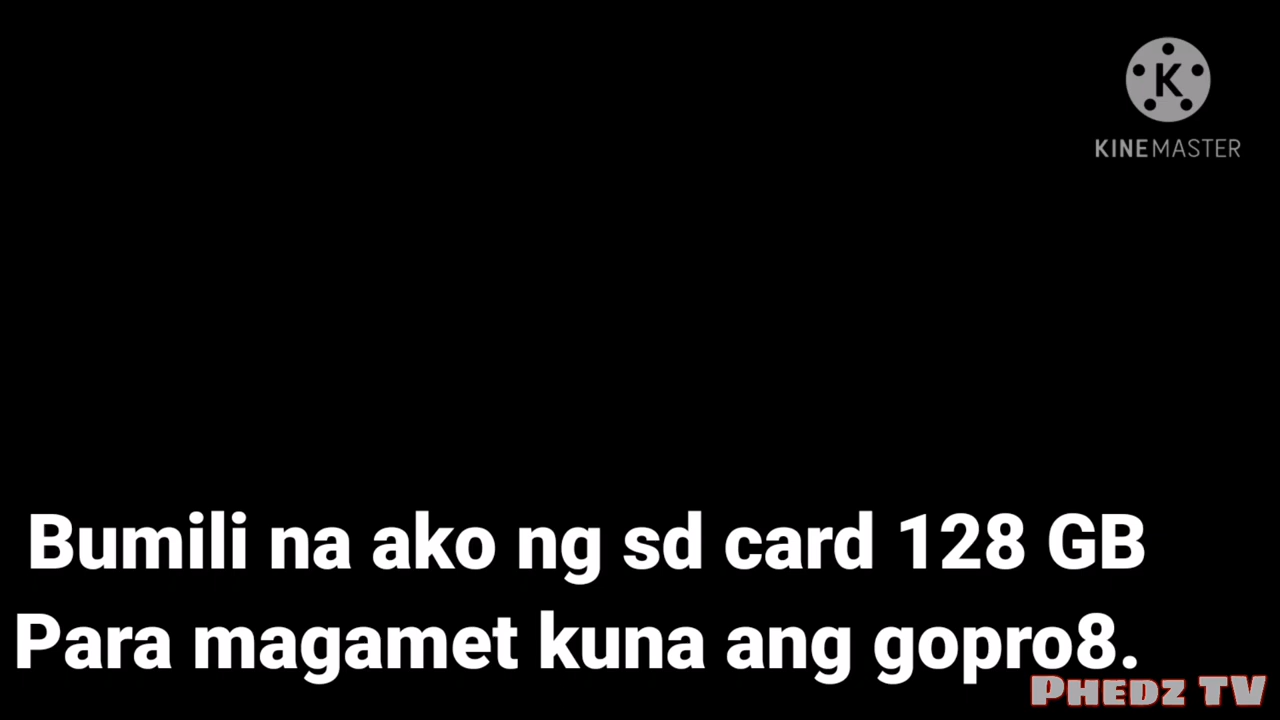 K
KINEMASTER
Bumili na ako ng sd card 128 GB
Para magamet kuna ang gopro8.
PHEDZ TV